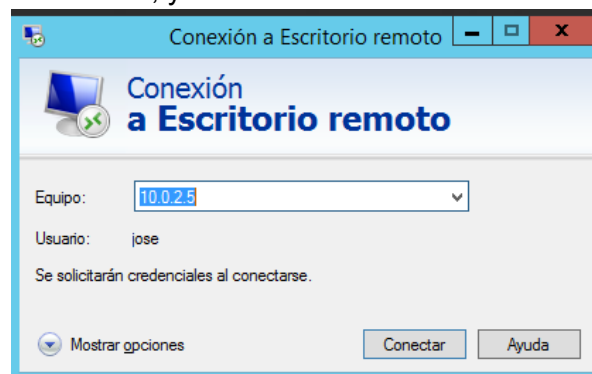 Conexión a Escritorio remoto
Conexión
a Escritorio remoto
Equipo: 10.0.2.5
Usuario: jose
Se solicitarán credenciales al conectarse.
Mostrar opciones Conectar Ayuda